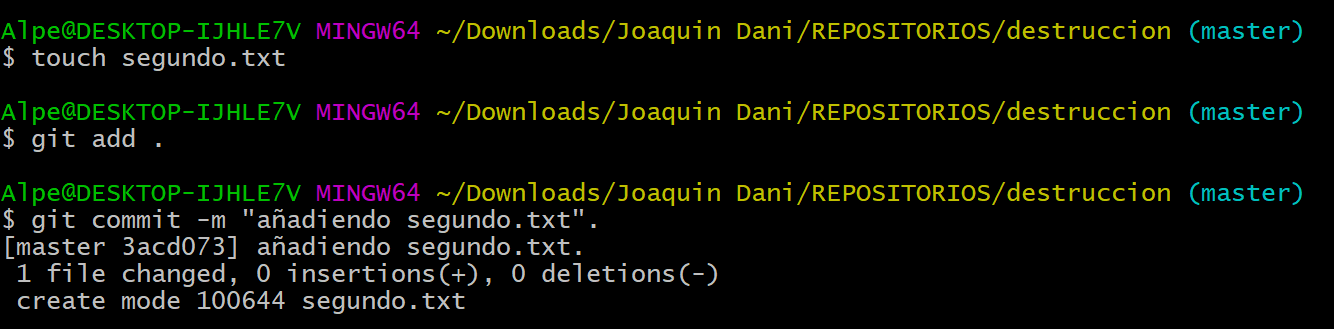 Alpe@DESKTOP-IJHLE7V MINGW64 ~/Downloads/Joaquin Dani/REPOSITORIOS/destruccion (master)
$ touch segundo.txt
Alpe@DESKTOP-IJHLE7V MINGW64 ~/Downloads/Joaquin Dani/REPOSITORIOS/destruccion (master)
$ git add .
Alpe@DESKTOP-IJHLE7V MINGW64 ~/Downloads/Joaquin Dani/REPOSITORIOS/destruccion (master)
$ git commit -m "añadiendo segundo.txt".
[master 3acd073] añadiendo segundo.txt.
 1 file changed, 0 insertions(+), 0 deletions(-)
 create mode 100644 segundo.txt